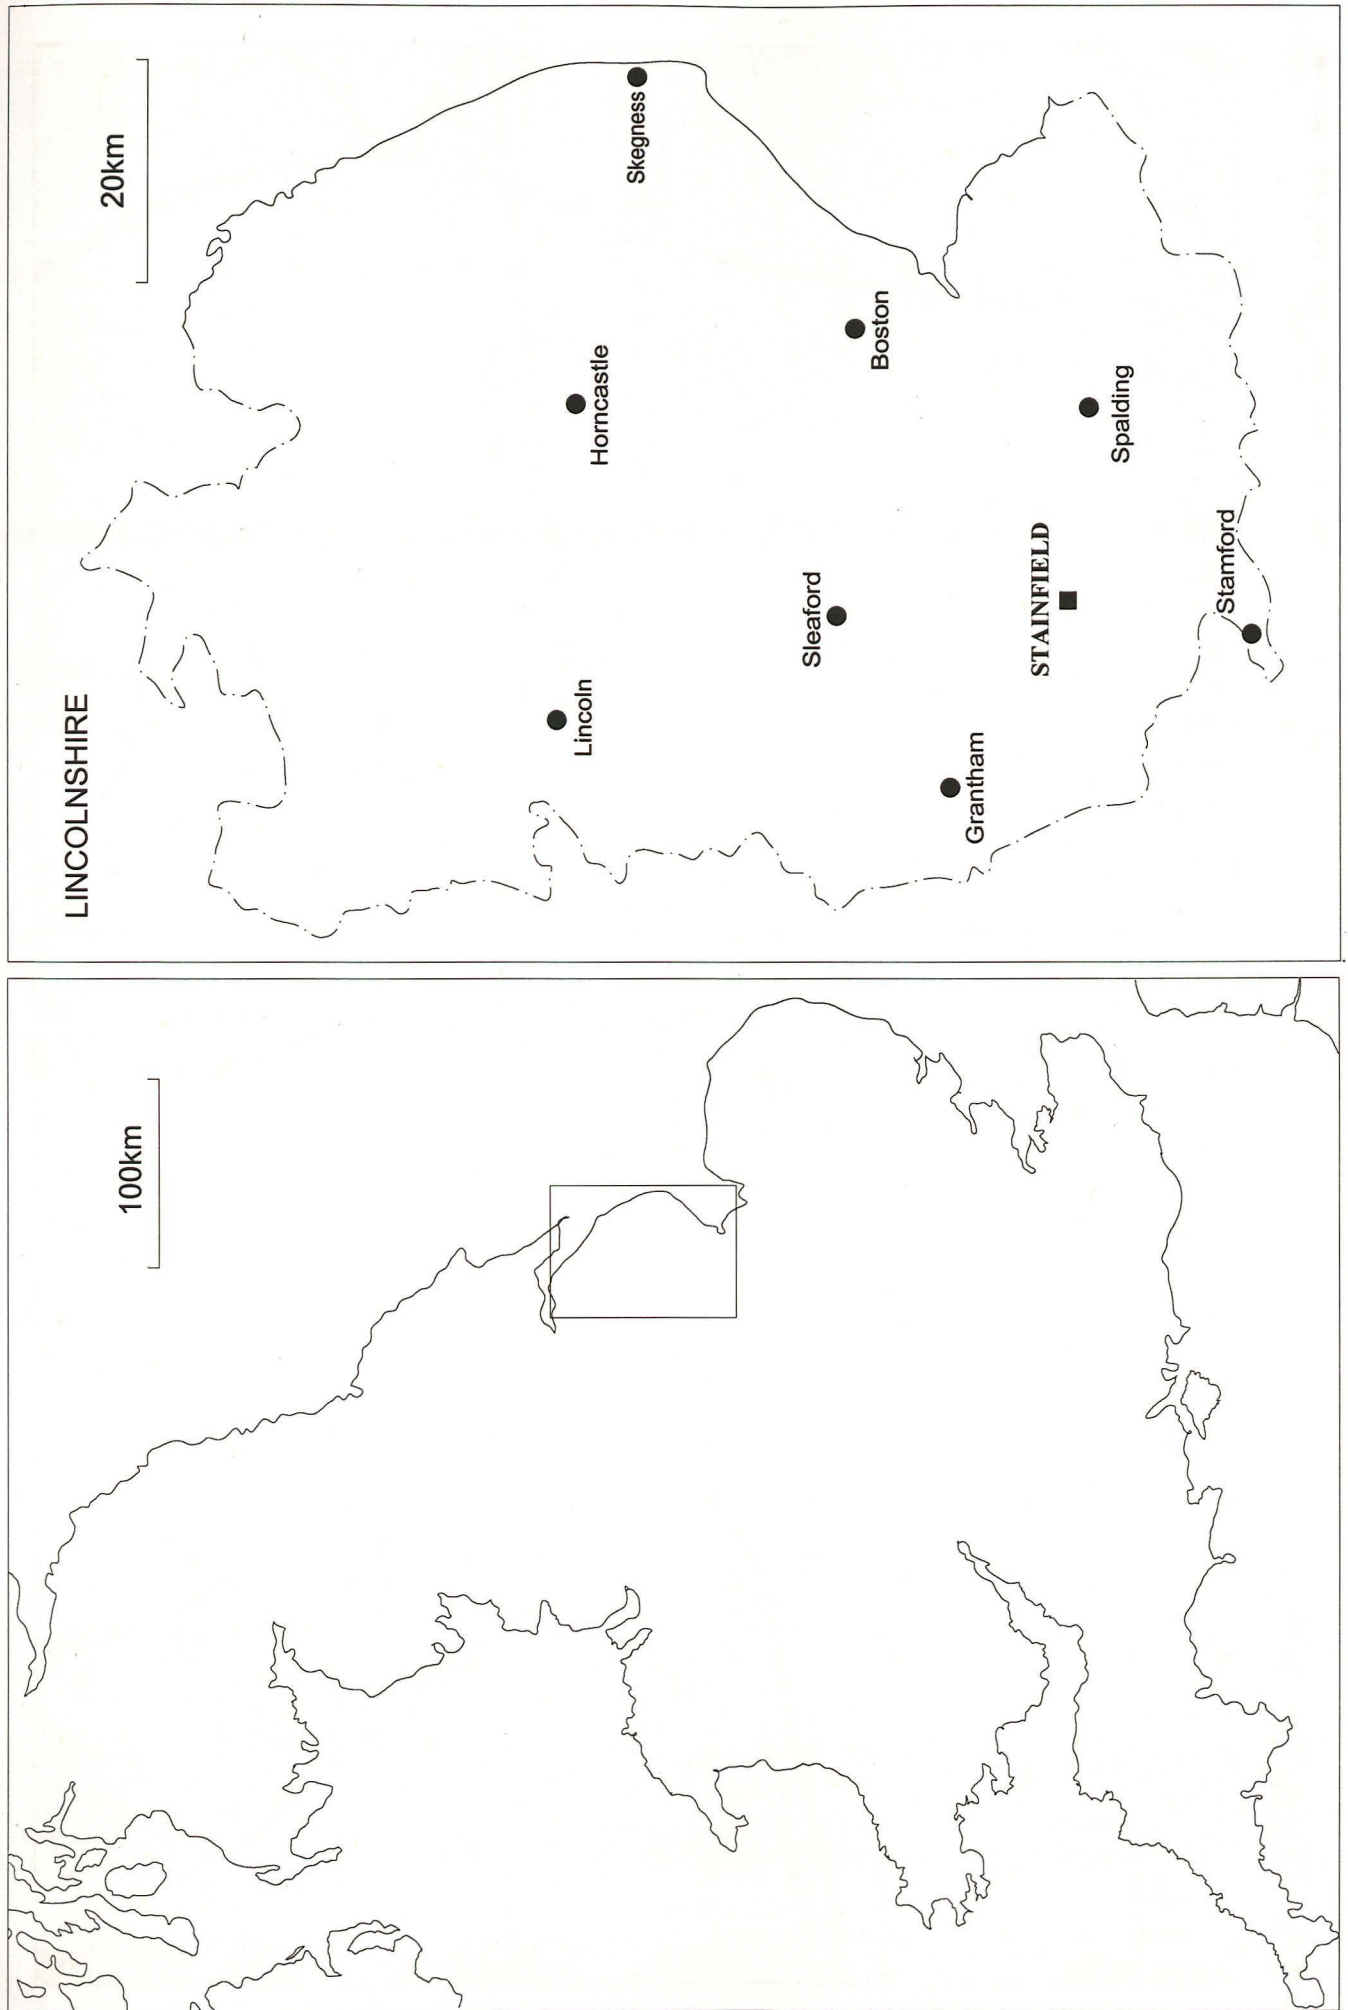 LINCOLNSHIRE
20km
Skegness
Horncastle
Lincoln
Boston
Sleaford
Grantham
STAINFIELD
Spalding
Stamford
100km